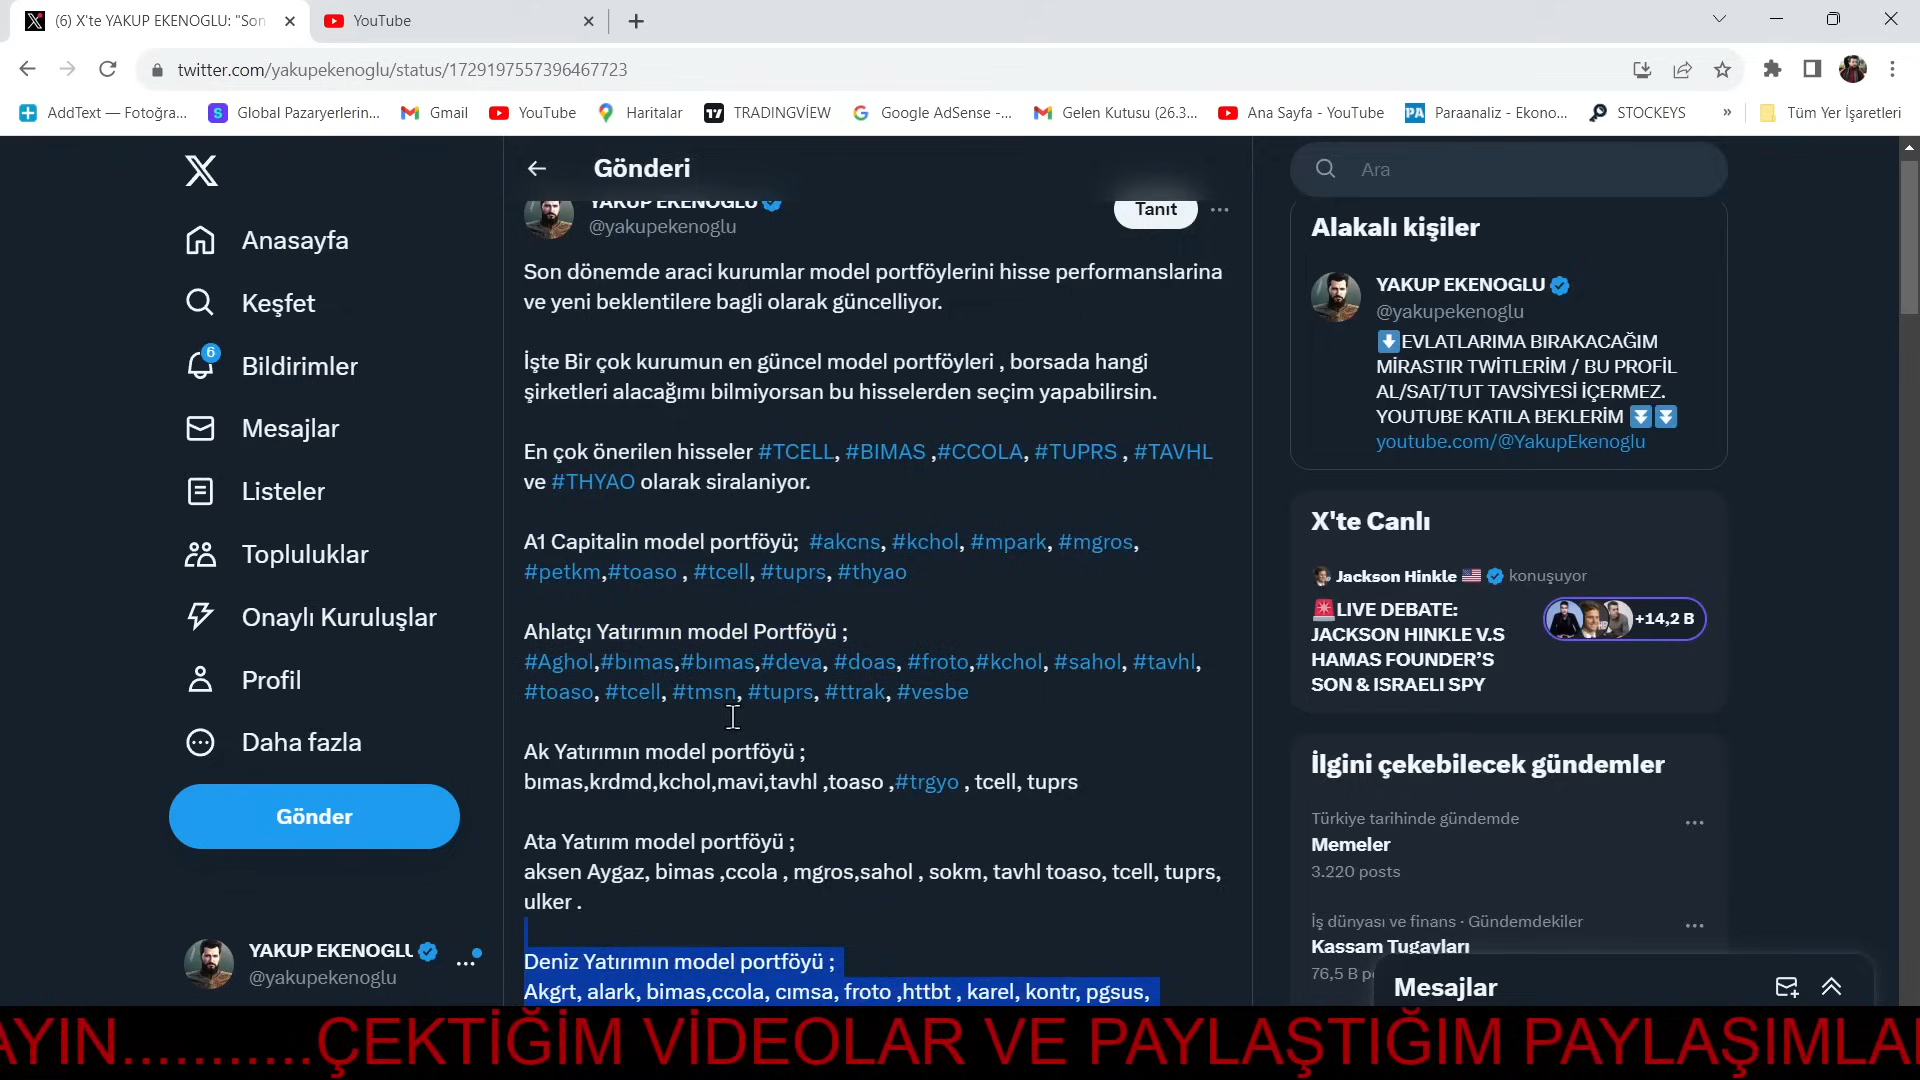 (6) X'te YAKUP EKENOGLU: "Son
YouTube
twitter.com/yakupekenoglu/status/1729197557396467723
AddText — Fotoğra...
Global Pazaryerlerin...
Gmail
YouTube
Haritalar
TRADINGVİEW
Google AdSense -...
Gelen Kutusu (26.3...
Ana Sayfa - YouTube
Paraanaliz - Ekono...
STOCKEYS
»
Tüm Yer İşaretleri
Anasayfa
Keşfet
6
Bildirimler
Mesajlar
Listeler
Topluluklar
Onaylı Kuruluşlar
Profil
Daha fazla
Gönder
YAKUP EKENOGLU
@yakupekenoglu
Gönderi
YAKUP EKENOGLU
@yakupekenoglu
Tanıt
Son dönemde araci kurumlar model portföylerini hisse performanslarina
ve yeni beklentilere bagli olarak güncelliyor.
İşte Bir çok kurumun en güncel model portföyleri , borsada hangi
şirketleri alacağımı bilmiyorsan bu hisselerden seçim yapabilirsin.
En çok önerilen hisseler #TCELL, #BIMAS ,#CCOLA, #TUPRS , #TAVHL
ve #THYAO olarak siralaniyor.
A1 Capitalin model portföyü; #akcns, #kchol, #mpark, #mgros,
#petkm,#toaso , #tcell, #tuprs, #thyao
Ahlatçı Yatırımın model Portföyü ;
#Aghol,#bımas,#bımas,#deva, #doas, #froto,#kchol, #sahol, #tavhl,
#toaso, #tcell, #tmsn, #tuprs, #ttrak, #vesbe
Ak Yatırımın model portföyü ;
bımas,krdmd,kchol,mavi,tavhl ,toaso ,#trgyo , tcell, tuprs
Ata Yatırım model portföyü ;
aksen Aygaz, bimas ,ccola , mgros,sahol , sokm, tavhl toaso, tcell, tuprs,
ulker .
Deniz Yatırımın model portföyü ;
Akgrt, alark, bimas,ccola, cımsa, froto ,httbt , karel, kontr, pgsus,
Ara
Alakalı kişiler
YAKUP EKENOGLU
@yakupekenoglu
EVLATLARIMA BIRAKACAĞIM
MİRASTIR TWİTLERİM / BU PROFİL
AL/SAT/TUT TAVSİYESİ İÇERMEZ.
YOUTUBE KATILA BEKLERİM
youtube.com/@YakupEkenoglu
X'te Canlı
Jackson Hinkle konuşuyor
LIVE DEBATE:
JACKSON HINKLE V.S
HAMAS FOUNDER'S
SON & ISRAELI SPY
+14,2 B
İlgini çekebilecek gündemler
Türkiye tarihinde gündemde
Memeler
3.220 posts
İş dünyası ve finans · Gündemdekiler
Kassam Tugayları
76,5 B
Mesajlar
AYIN...........ÇEKTİĞİM VİDEOLAR VE PAYLAŞTIĞIM PAYLAŞIMLA